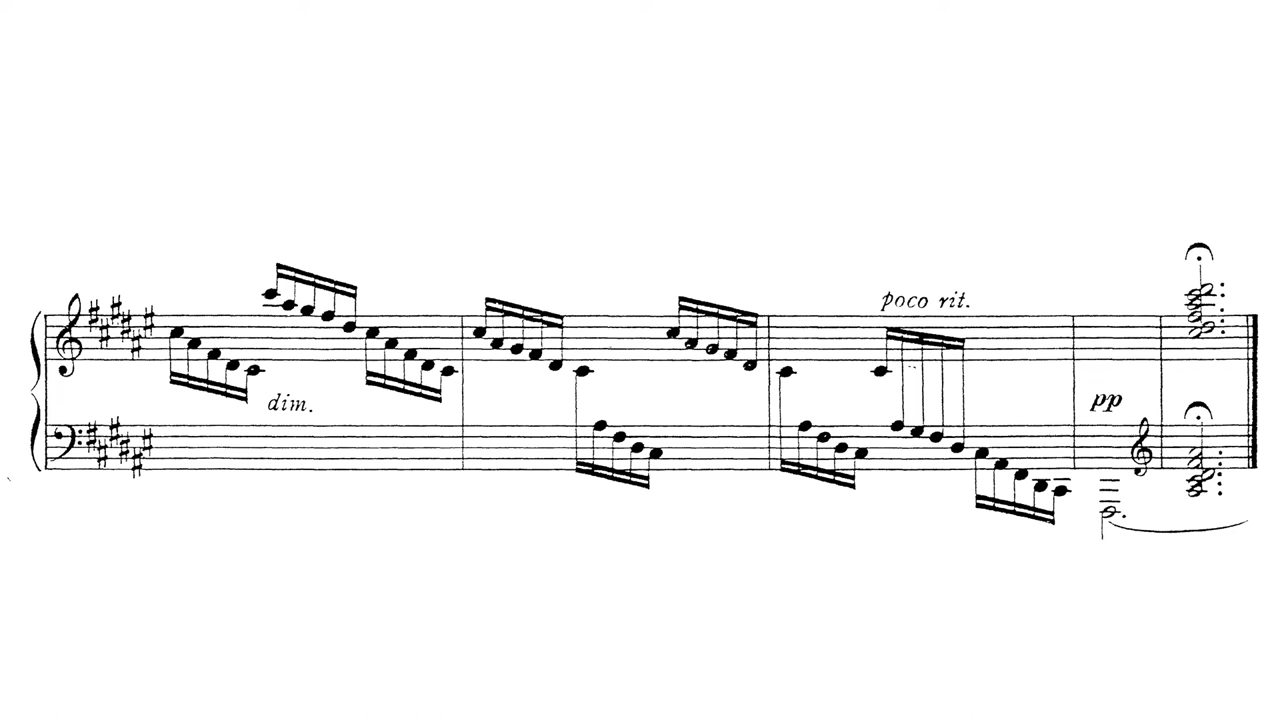 poco rit.
dim.
pp